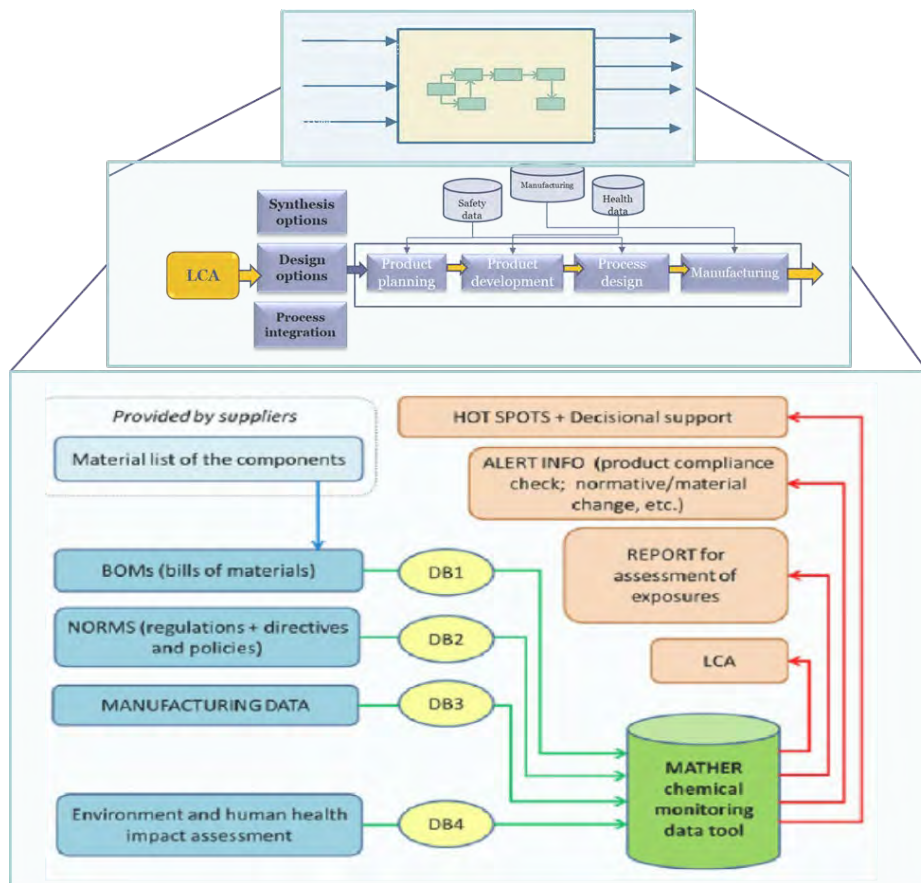 Manufacturing
Safety
data
Health
data
Synthesis
options
LCA
Design
options
Process
integration
Product
planning
Product
development
Process
design
Manufacturing
Provided by suppliers
Material list of the components
BOMs (bills of materials)
NORMS (regulations + directives
and policies)
MANUFACTURING DATA
Environment and human health
impact assessment
DB1
DB2
DB3
DB4
HOT SPOTS + Decisional support
ALERT INFO (product compliance
check; normative/material
change, etc.)
REPORT for
assessment of
exposures
LCA
MATHER
chemical
monitoring
data tool